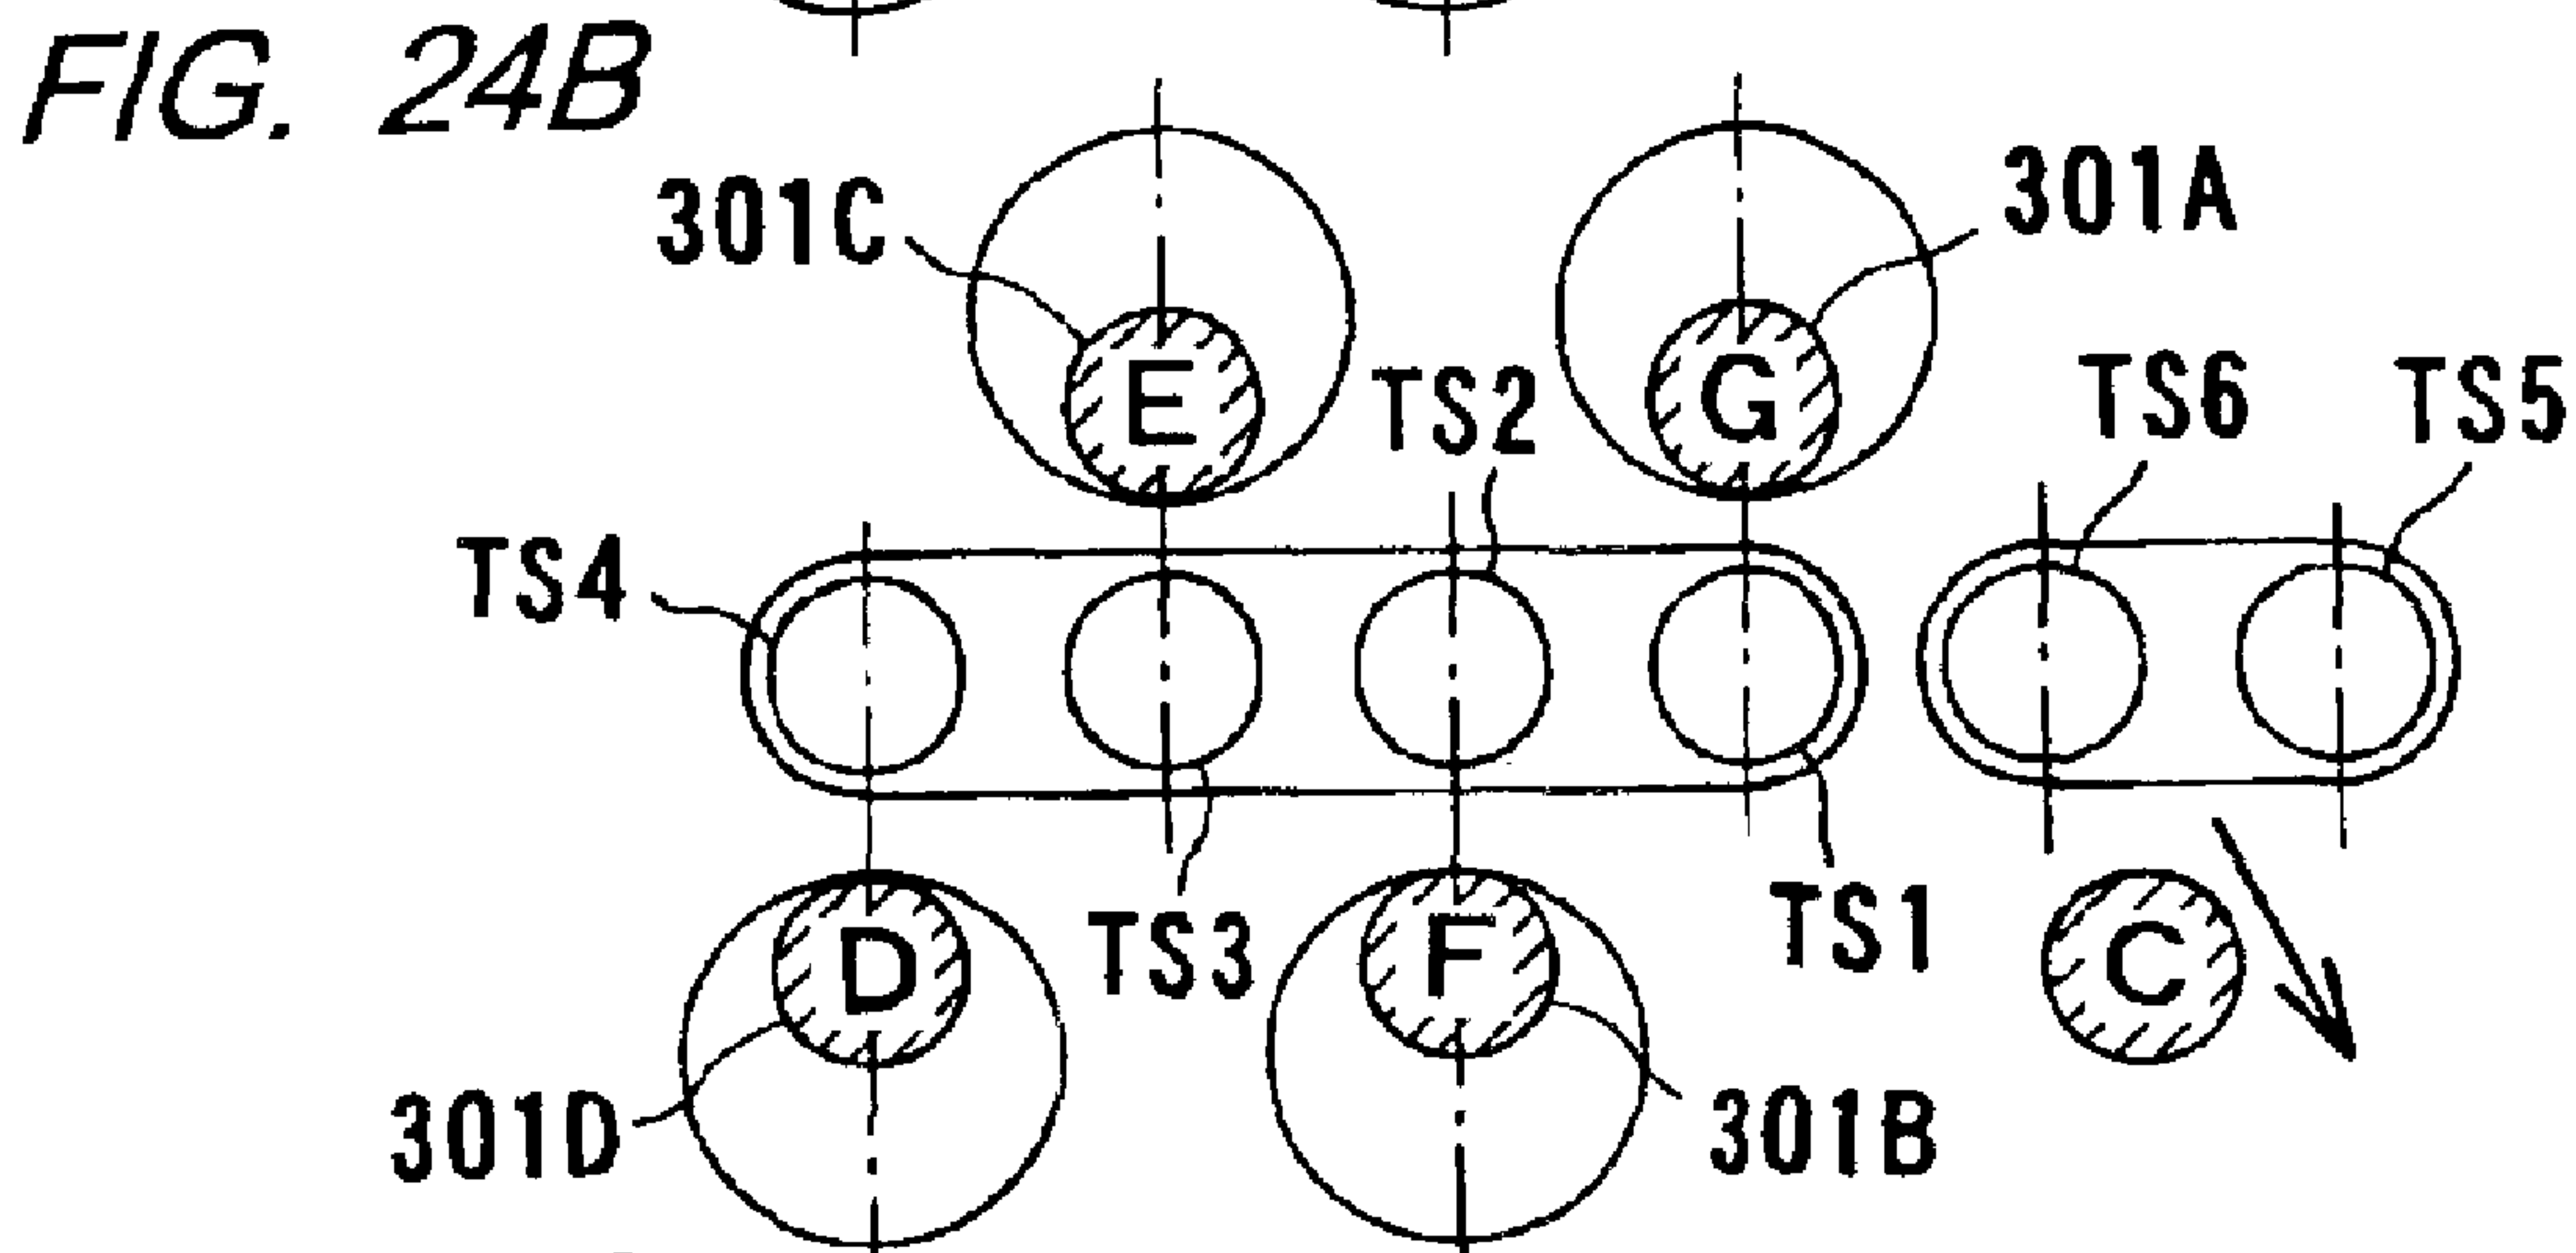 FIG. 24B
301C
301A
E
G
TS2
TS6
TS5
TS4
D
TS3
F
TS1
C
301D
301B